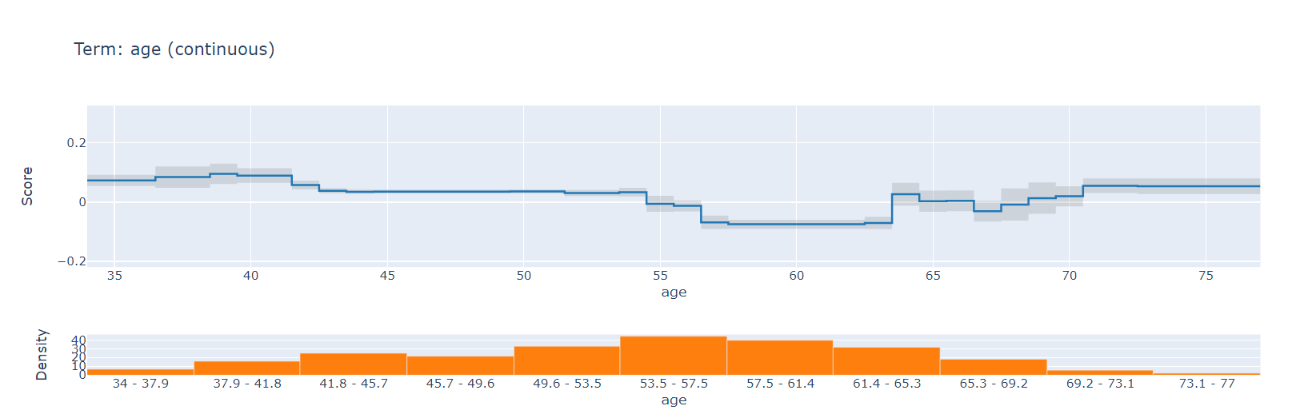 Term: age (continuous)
0.2
0
−0.2
Score
35 40 45 50 55 60 65 70 75
age
40
30
20
10
0
Density
34 - 37.9 37.9 - 41.8 41.8 - 45.7 45.7 - 49.6 49.6 - 53.5 53.5 - 57.5 57.5 - 61.4 61.4 - 65.3 65.3 - 69.2 69.2 - 73.1 73.1 - 77
age